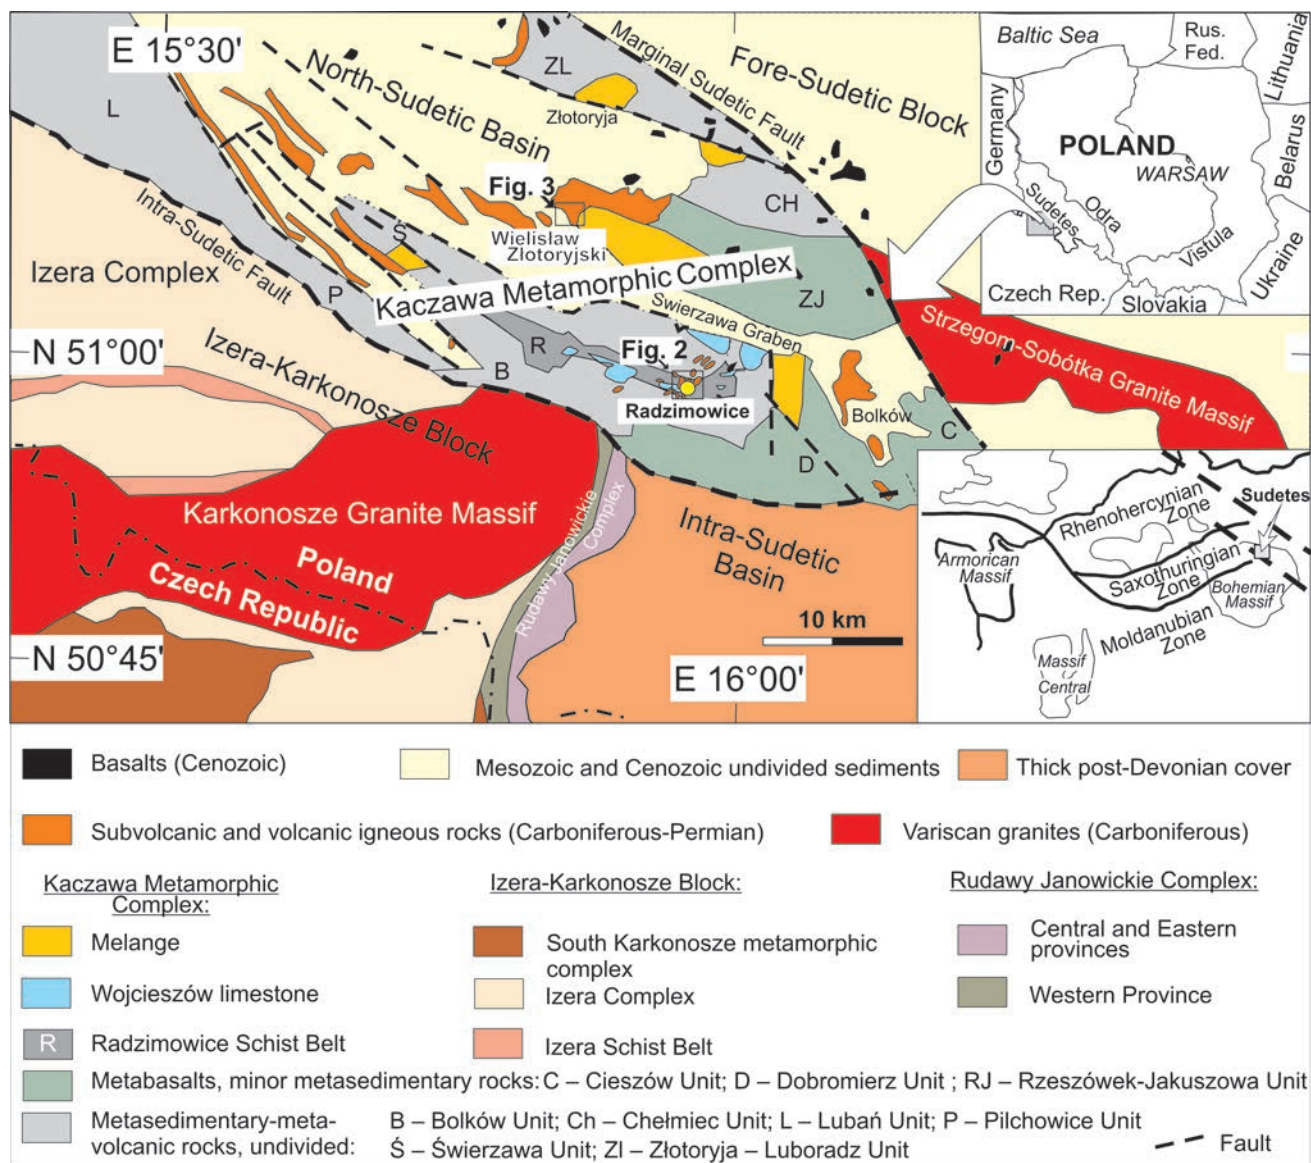 E 15°30'
L
ZL
Złotoryja
North-Sudetic Basin
Marginal Sudetic Fault
Fore-Sudetic Block
Baltic Sea
Rus.
Fed.
Lithuania
Germany
POLAND
WARSAW
Belarus
Sudetes
Odra
Vistula
Ukraine
Czech Rep.
Slovakia
Fig. 3
CH
Wielisław
Złotoryjski
Ś
Intra-Sudetic Fault
Izera Complex
P
Kaczawa Metamorphic Complex
ZJ
Świerzawa Graben
N 51°00'
Izera-Karkonosze Block
R
B
Fig. 2
Radzimowice
Bolków
C
D
Strzegom-Sobótka Granite Massif
Karkonosze Granite Massif
Poland
Czech Republic
Rudawy Janowickie
Complex
Intra-Sudetic
Basin
10 km
N 50°45'
E 16°00'
Sudetes
Rhenohercynian
Zone
Armorican
Massif
Saxothuringian
Zone
Bohemian
Massif
Moldanubian
Zone
Massif
Central
Basalts (Cenozoic)
Mesozoic and Cenozoic undivided sediments
Thick post-Devonian cover
Subvolcanic and volcanic igneous rocks (Carboniferous-Permian)
Variscan granites (Carboniferous)
Kaczawa Metamorphic
Complex:
Izera-Karkonosze Block:
Rudawy Janowickie Complex:
Melange
South Karkonosze metamorphic
complex
Central and Eastern
provinces
Wojcieszów limestone
Izera Complex
Western Province
R
Radzimowice Schist Belt
Izera Schist Belt
Metabasalts, minor metasedimentary rocks: C – Cieszów Unit; D – Dobromierz Unit ; RJ – Rzeszówek-Jakuszowa Unit
Metasedimentary-meta-
volcanic rocks, undivided:
B – Bolków Unit; Ch – Chełmiec Unit; L – Lubań Unit; P – Pilchowice Unit
Ś – Świerzawa Unit; Zl – Złotoryja – Luboradz Unit
Fault